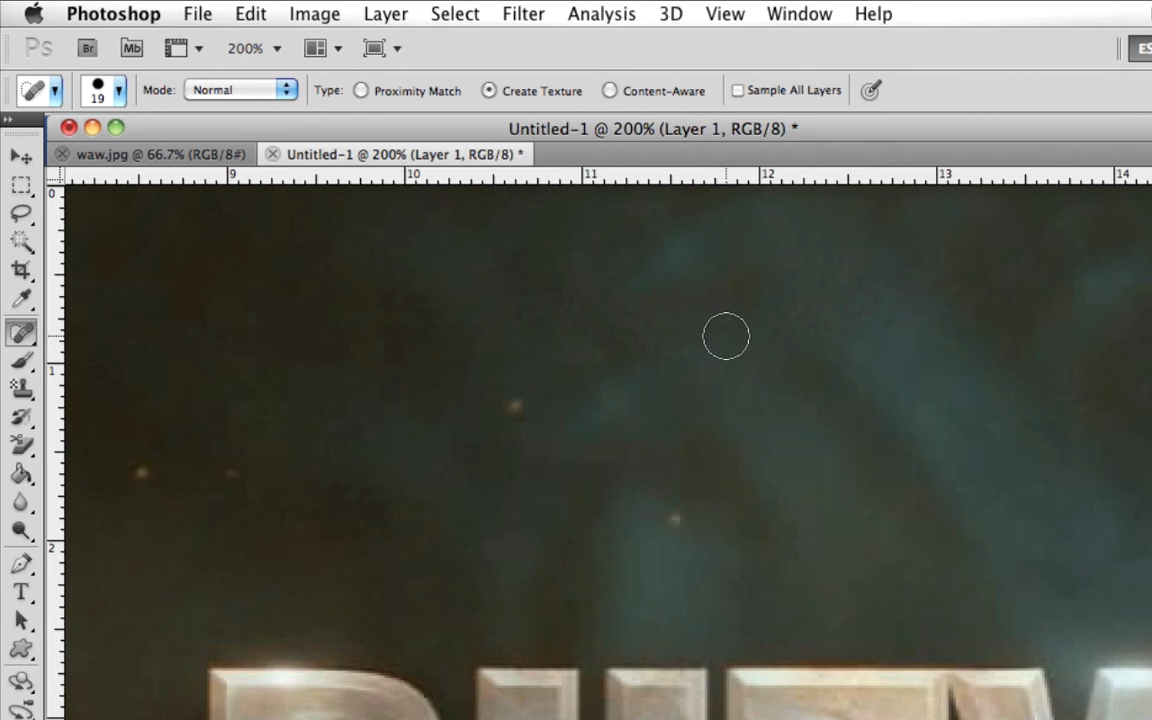 Photoshop File Edit Image Layer Select Filter Analysis 3D View Window Help
Ps Br Mb 200% ES
19 Mode: Normal Type: Proximity Match Create Texture Content-Aware Sample All Layers
Untitled-1 @ 200% (Layer 1, RGB/8) *
waw.jpg @ 66.7% (RGB/8#) Untitled-1 @ 200% (Layer 1, RGB/8) *
9 10 11 12 13 14
0
1
2
T